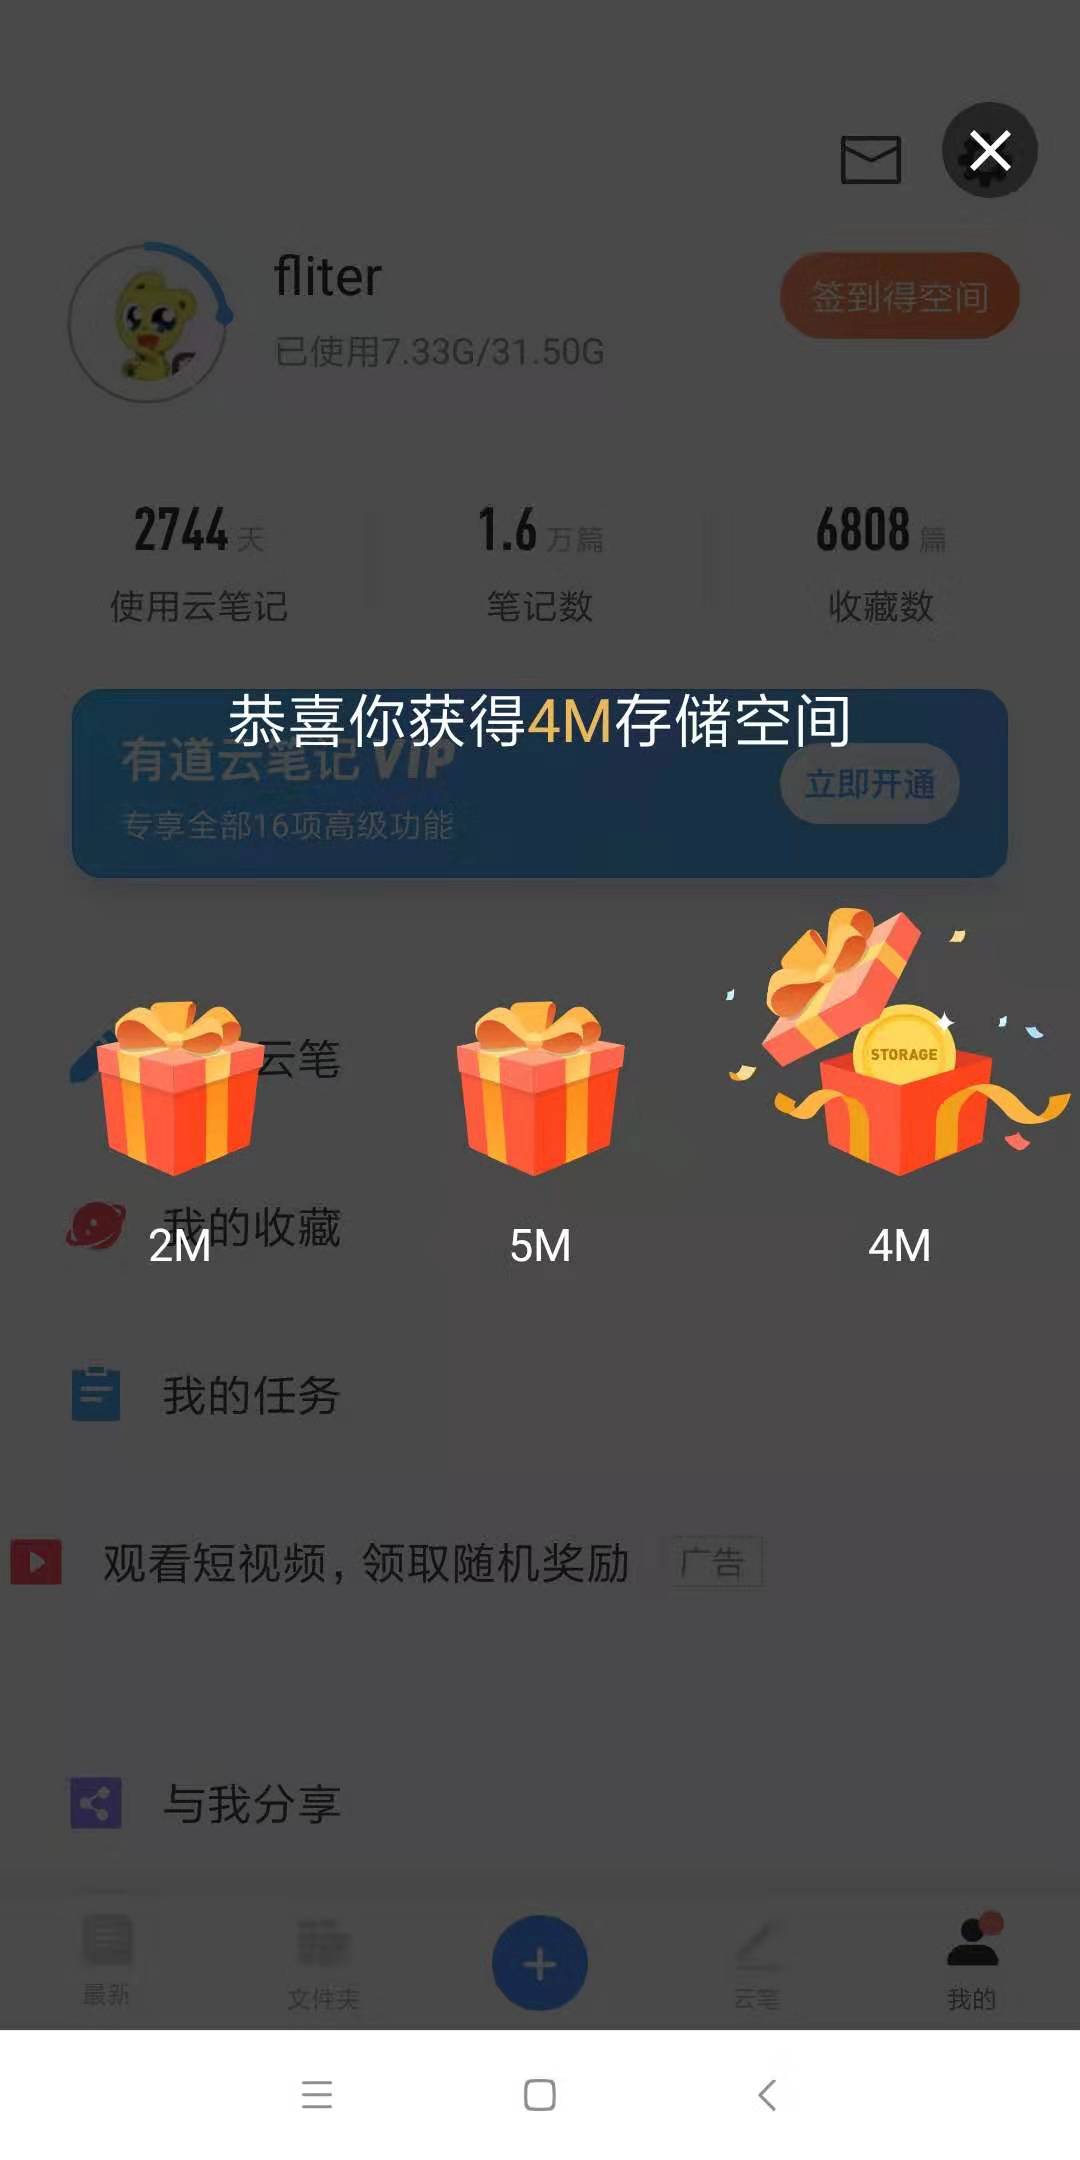 fliter
签到得空间
已使用7.33G/31.50G
2744 天
1.6 万篇
6808 篇
使用云笔记
笔记数
收藏数
恭喜你获得4M存储空间
有道云笔记 VIP
立即开通
专享全部16项高级功能
STORAGE
云笔
我的收藏
2M
5M
4M
我的任务
观看短视频，领取随机奖励
广告
与我分享
最新
文件夹
云笔
我的